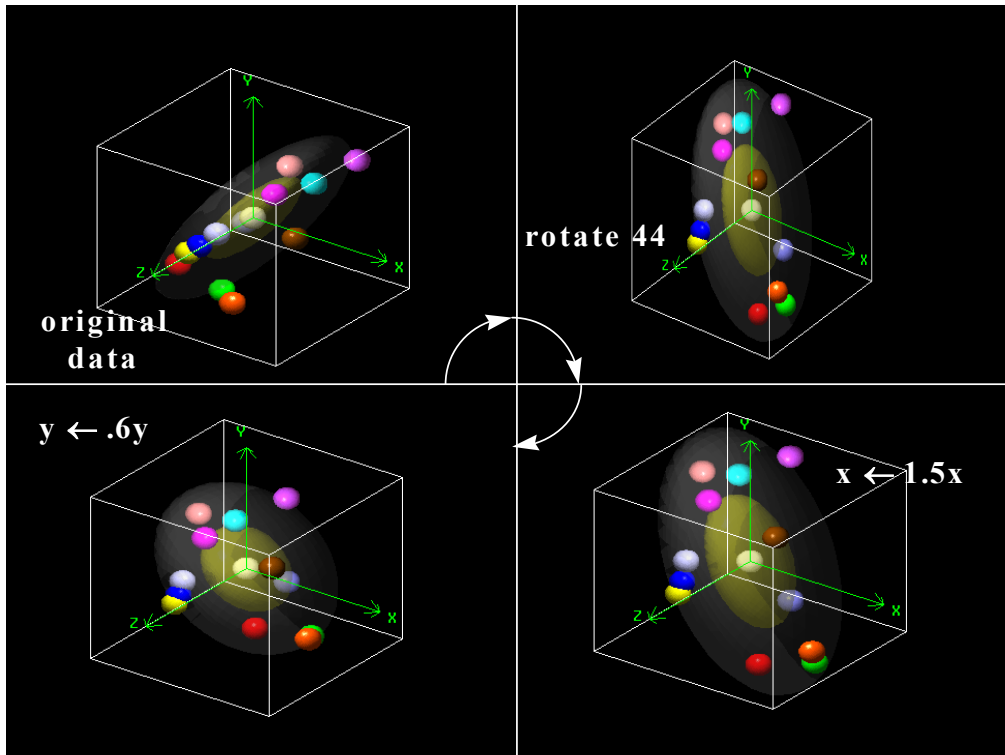 Y
X
Z
original
data
Y
X
Z
rotate 44
y ← .6y
Y
X
Z
Y
x ← 1.5x
X
Z